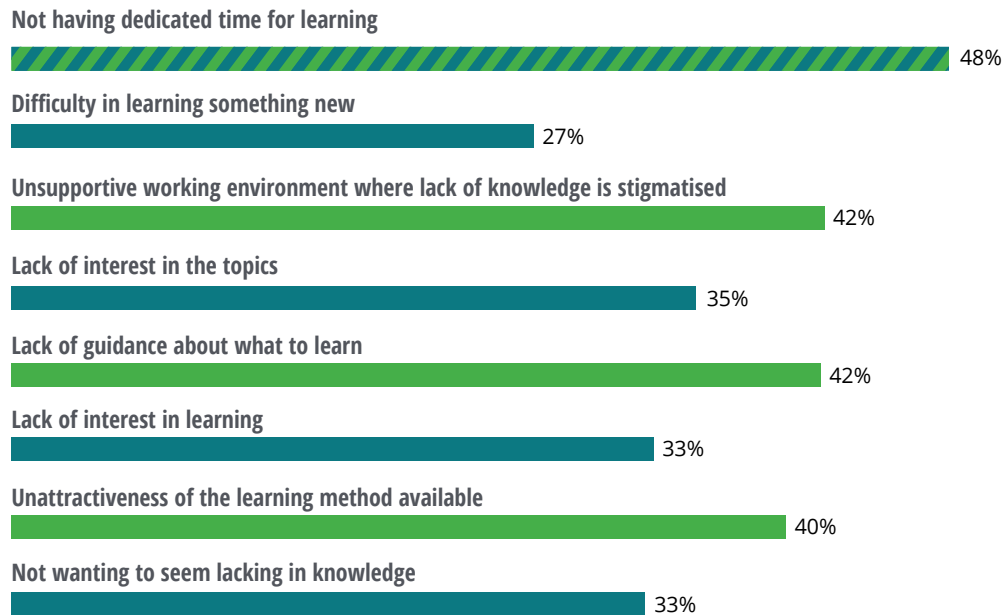 Not having dedicated time for learning
48%
Difficulty in learning something new
27%
Unsupportive working environment where lack of knowledge is stigmatised
42%
Lack of interest in the topics
35%
Lack of guidance about what to learn
42%
Lack of interest in learning
33%
Unattractiveness of the learning method available
40%
Not wanting to seem lacking in knowledge
33%